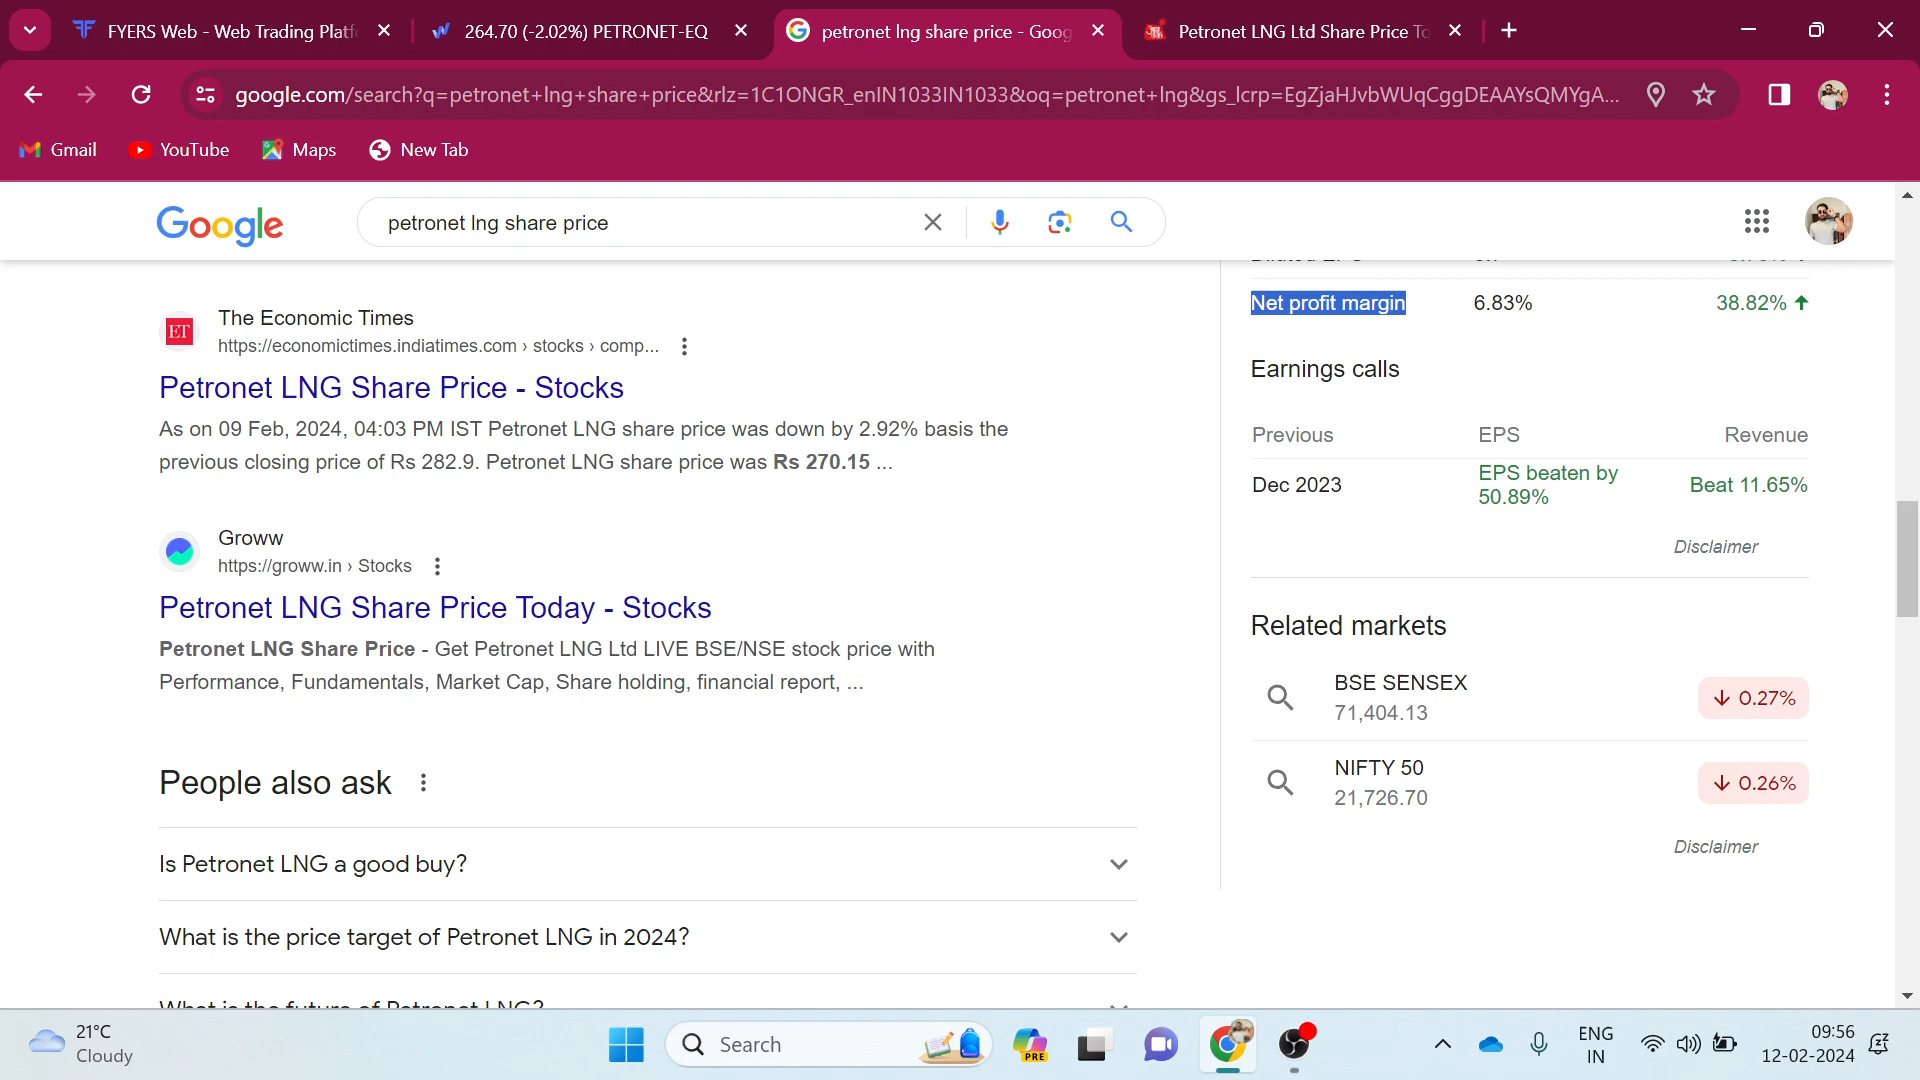 FYERS Web - Web Trading Platf
264.70 (-2.02%) PETRONET-EQ
petronet lng share price - Goog
Petronet LNG Ltd Share Price To
google.com/search?q=petronet+lng+share+price&rlz=1C1ONGR_enIN1033IN1033&oq=petronet+lng&gs_lcrp=EgZjaHJvbWUqCggDEAAYsQMYgA...
Gmail
YouTube
Maps
New Tab
Google
petronet lng share price
The Economic Times
https://economictimes.indiatimes.com › stocks › comp...
Petronet LNG Share Price - Stocks
As on 09 Feb, 2024, 04:03 PM IST Petronet LNG share price was down by 2.92% basis the
previous closing price of Rs 282.9. Petronet LNG share price was Rs 270.15 ...
Groww
https://groww.in › Stocks
Petronet LNG Share Price Today - Stocks
Petronet LNG Share Price - Get Petronet LNG Ltd LIVE BSE/NSE stock price with
Performance, Fundamentals, Market Cap, Share holding, financial report, ...
People also ask
Is Petronet LNG a good buy?
What is the price target of Petronet LNG in 2024?
What is the future of Petronet LNG?
Net profit margin 6.83% 38.82%
Earnings calls
Previous EPS Revenue
Dec 2023 EPS beaten by 50.89% Beat 11.65%
Disclaimer
Related markets
BSE SENSEX
71,404.13
0.27%
NIFTY 50
21,726.70
0.26%
Disclaimer
21°C
Cloudy
Search
PRE
ENG
IN
09:56
12-02-2024